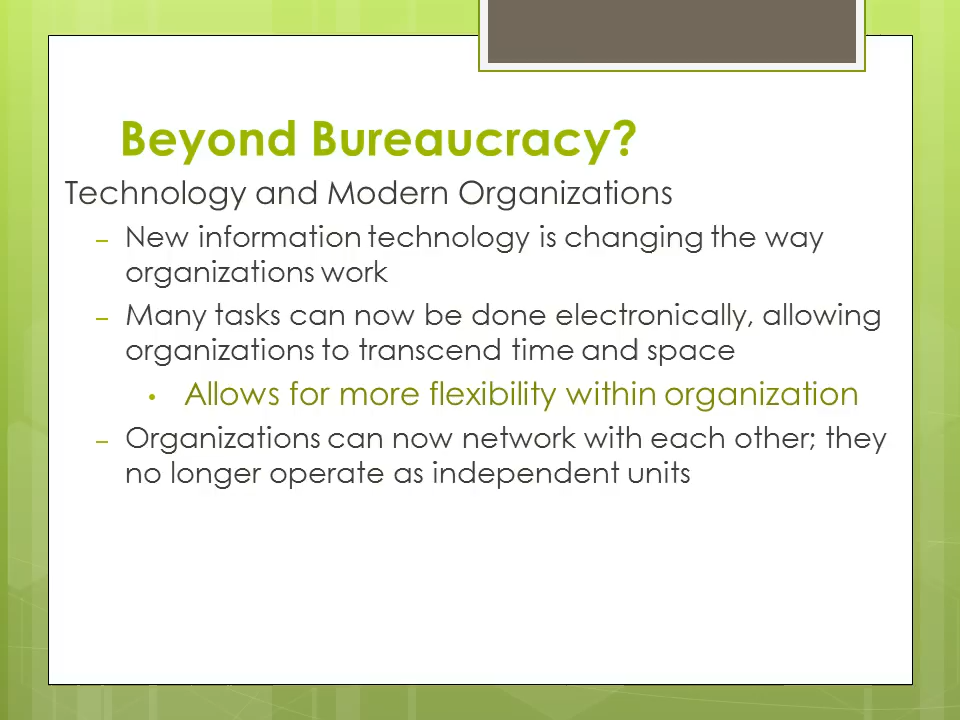 Beyond Bureaucracy?
Technology and Modern Organizations
– New information technology is changing the way
organizations work
– Many tasks can now be done electronically, allowing
organizations to transcend time and space
• Allows for more flexibility within organization
– Organizations can now network with each other; they
no longer operate as independent units